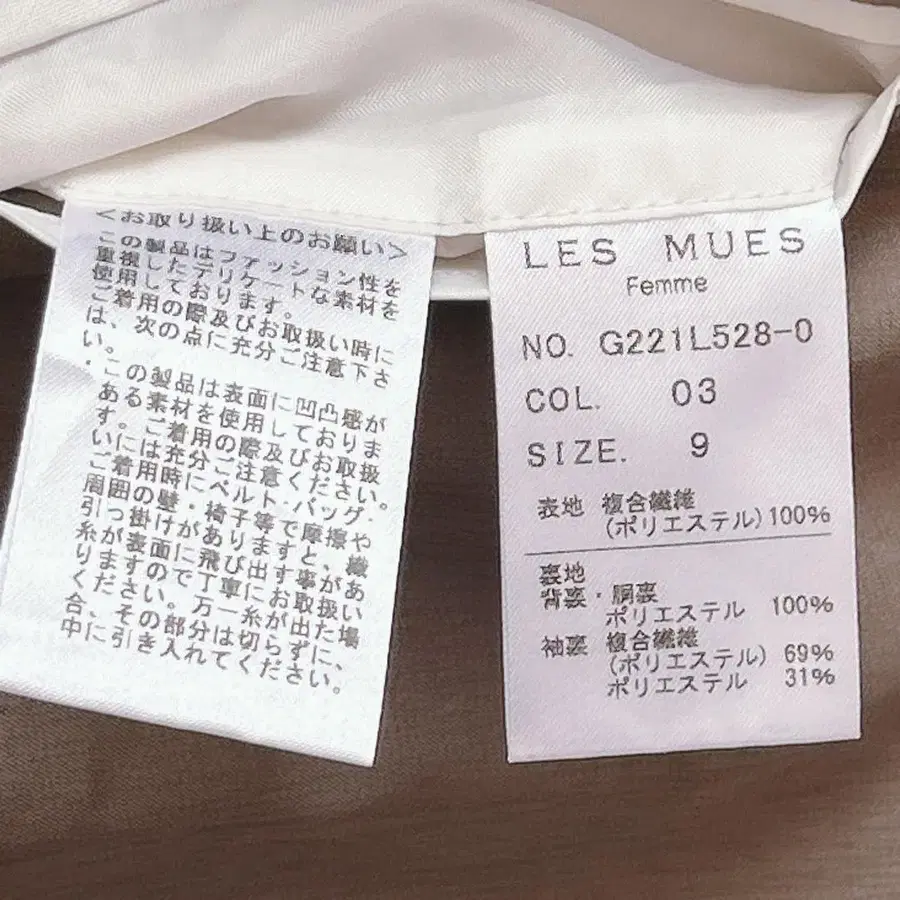 <お取り扱い上のお願い>
この製品はファッション性を
重視したデリケートな素材を
使用しております。
ご着用の際及びお取扱い時に
は、次の点に充分ご注意下さ
い。
・この製品は表面に凹凸感が
ある素材を使用しておりま
す。ご着用の際及びお取扱
いには充分ご注意ください。
ご着用時・ベルト・バッグ・
周囲の壁・椅子等で摩擦や
引っ掛けがありますと、織
糸が表面に飛び出す事があ
りますので丁寧にお取扱い
ください。万一糸が出た場
合、その部分は切らずに、
中に引き入れてください。
LES MUES
Femme
NO. G221L528-0
COL. 03
SIZE. 9
表地 複合繊維
(ポリエステル)100%
裏地
背裏・胴裏
ポリエステル 100%
袖裏 複合繊維
(ポリエステル) 69%
ポリエステル 31%